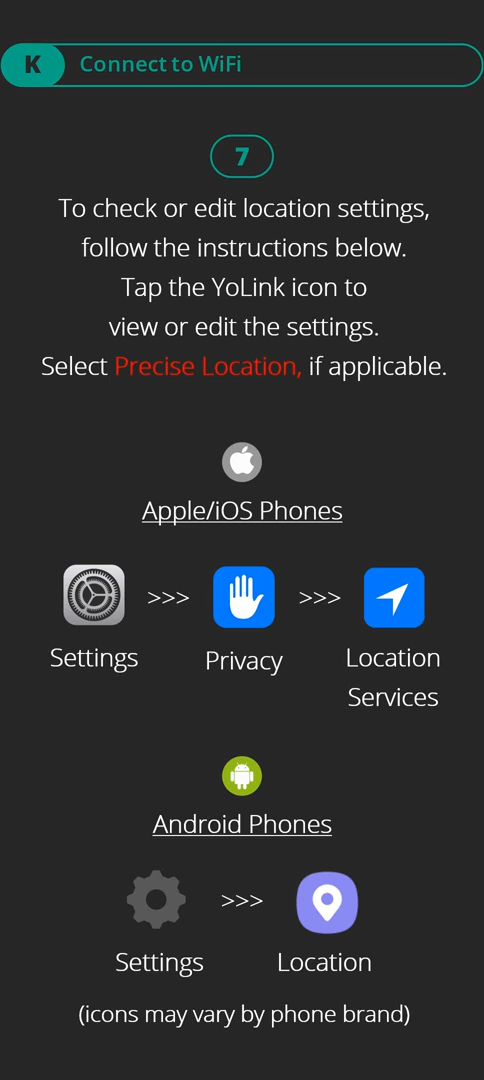 K Connect to WiFi
7
To check or edit location settings,
follow the instructions below.
Tap the YoLink icon to
view or edit the settings.
Select Precise Location, if applicable.
Apple/iOS Phones
>>> >>>
Settings Privacy Location
Services
Android Phones
>>>
Settings Location
(icons may vary by phone brand)